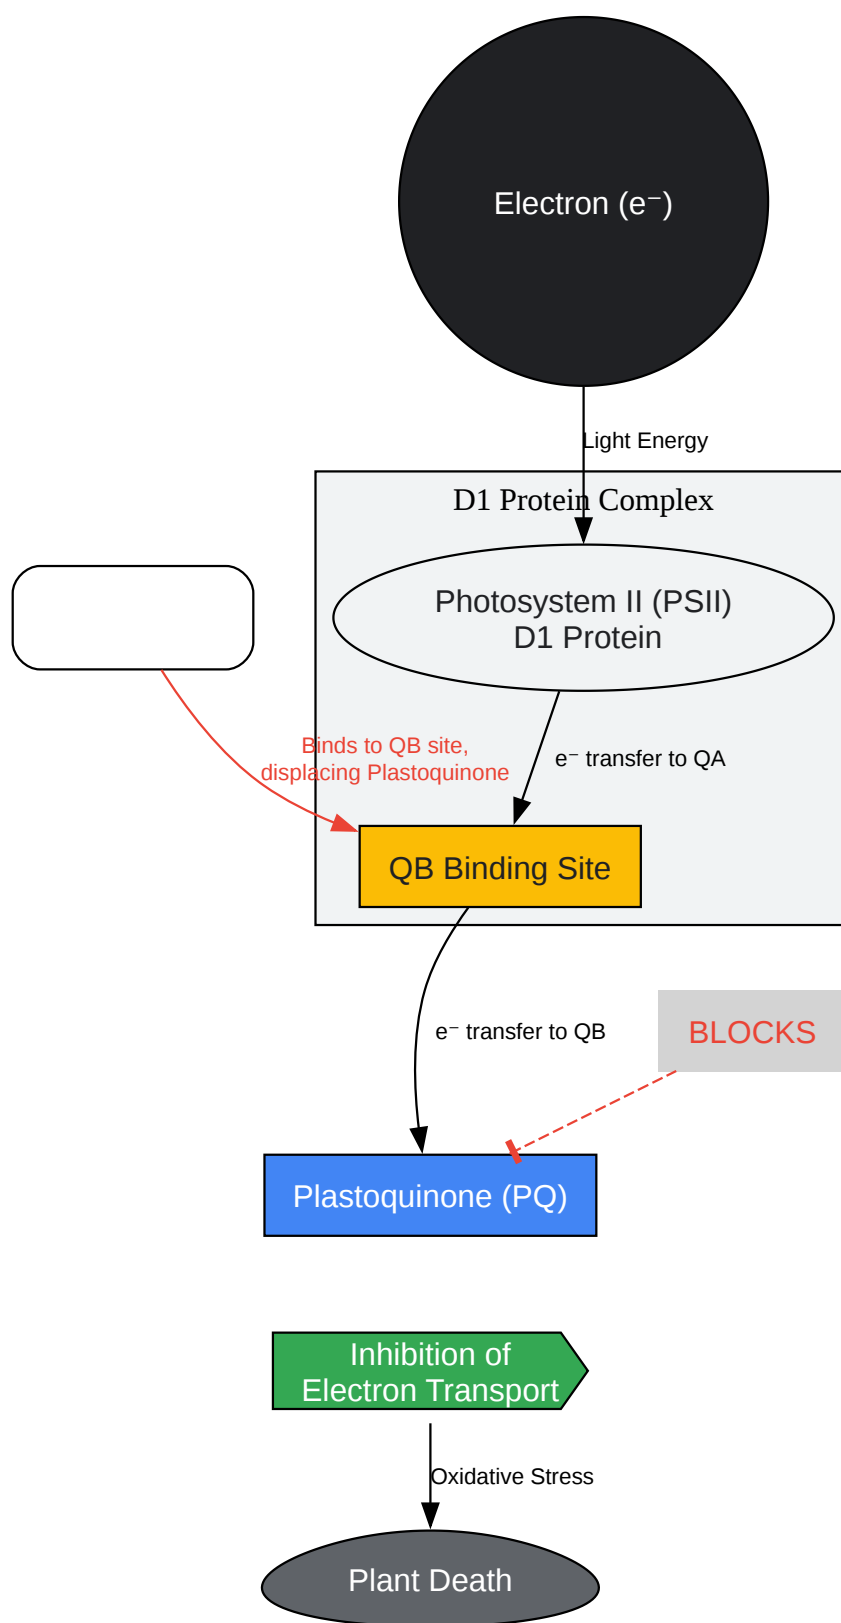 Electron (e⁻)
Light Energy
D1 Protein Complex
Photosystem II (PSII)
D1 Protein
Binds to QB site,
displacing Plastoquinone
e⁻ transfer to QA
QB Binding Site
e⁻ transfer to QB
BLOCKS
Plastoquinone (PQ)
Inhibition of
Electron Transport
Oxidative Stress
Plant Death